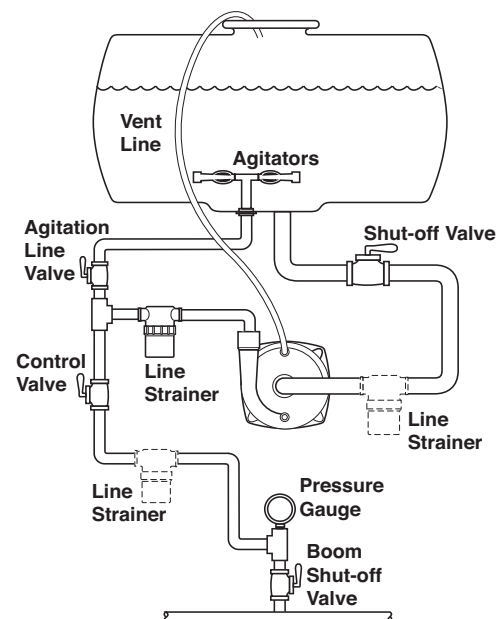 Vent
Line
Agitators
Agitation
Line
Valve
Shut-off Valve
Control
Valve
Line
Strainer
Line
Strainer
Line
Strainer
Pressure
Gauge
Boom
Shut-off
Valve